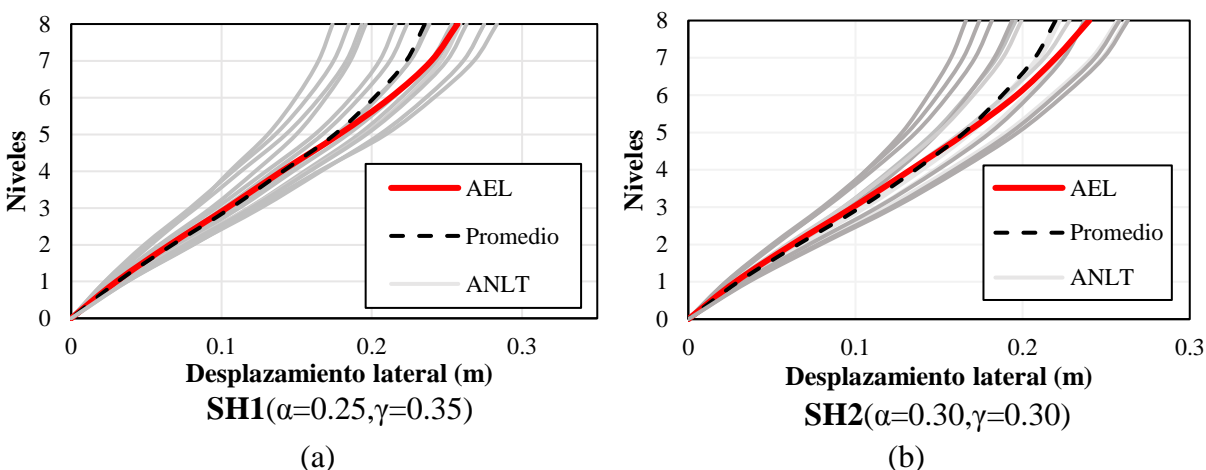 8
7
6
5
4
3
2
1
0
Niveles
AEL
Promedio
ANLT
0 0.1 0.2 0.3
Desplazamiento lateral (m)
SH1(α=0.25,γ=0.35)
(a)
8
7
6
5
4
3
2
1
0
Niveles
AEL
Promedio
ANLT
0 0.1 0.2 0.3
Desplazamiento lateral (m)
SH2(α=0.30,γ=0.30)
(b)